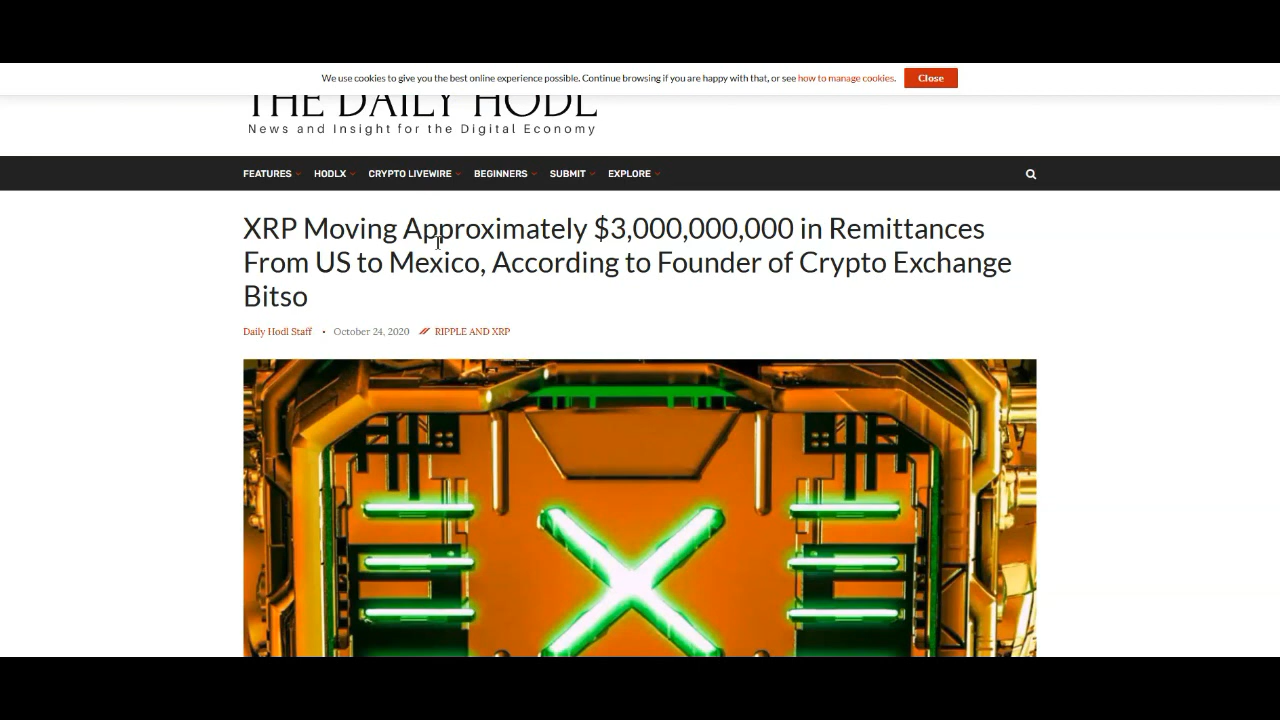 We use cookies to give you the best online experience possible. Continue browsing if you are happy with that, or see how to manage cookies. Close
THE DAILY HODL
News and Insight for the Digital Economy
FEATURES HODLX CRYPTO LIVEWIRE BEGINNERS SUBMIT EXPLORE
XRP Moving Approximately $3,000,000,000 in Remittances
From US to Mexico, According to Founder of Crypto Exchange
Bitso
Daily Hodl Staff • October 24, 2020 RIPPLE AND XRP